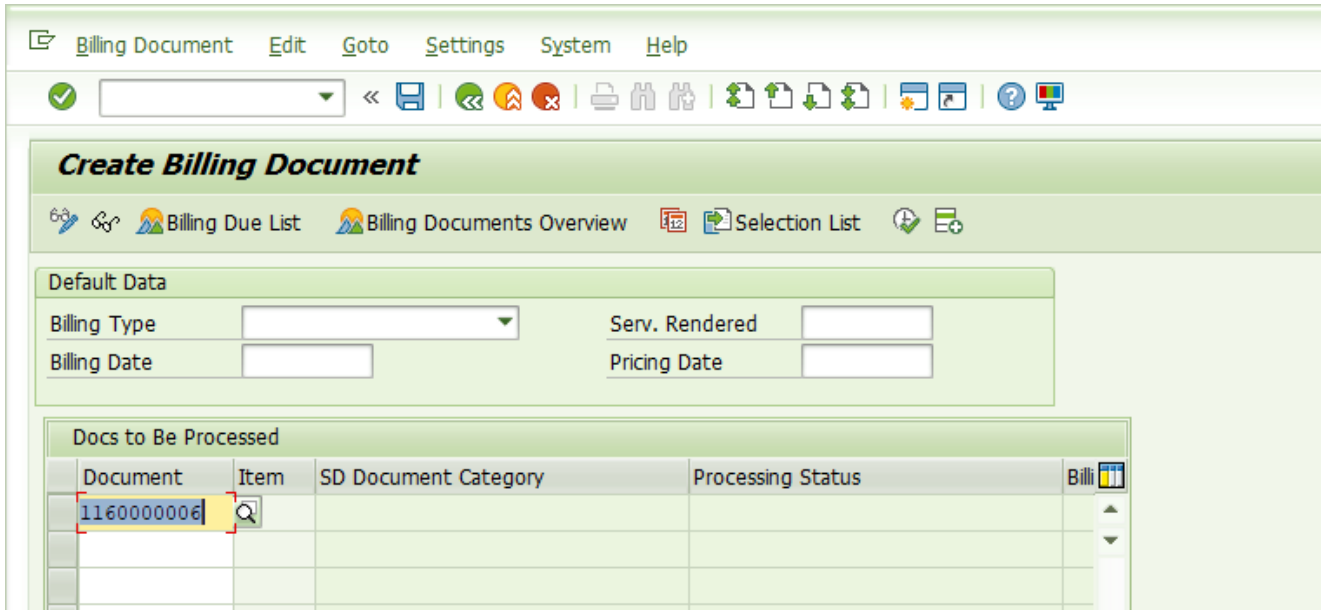 Billing Document Edit Goto Settings System Help
Create Billing Document
Billing Due List Billing Documents Overview Selection List
Default Data
Billing Type Serv. Rendered
Billing Date Pricing Date
Docs to Be Processed
Document Item SD Document Category Processing Status Billi
1160000006